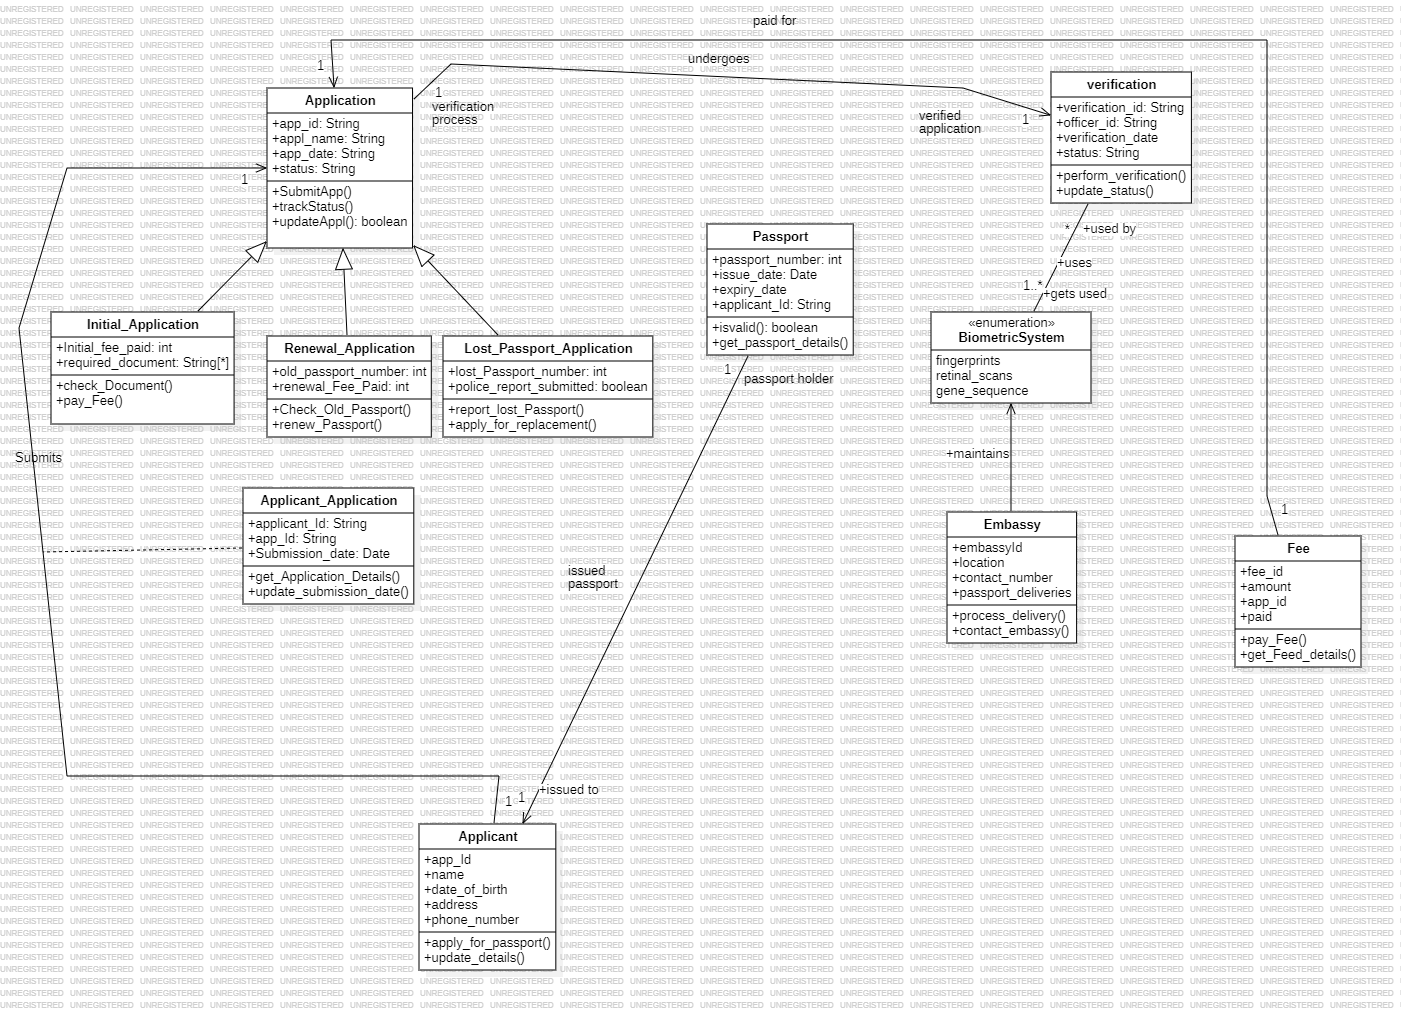 paid for
1
undergoes
Application
+app_id: String
+appl_name: String
+app_date: String
+status: String
+SubmitApp()
+trackStatus()
+updateAppl(): boolean
1
verification
process
verified
application
1
verification
+verification_id: String
+officer_id: String
+verification_date
+status: String
+perform_verification()
+update_status()
1
Passport
+passport_number: int
+issue_date: Date
+expiry_date
+applicant_Id: String
+isvalid(): boolean
+get_passport_details()
*
+used by
+uses
1..*
+gets used
Initial_Application
+Initial_fee_paid: int
+required_document: String[*]
+check_Document()
+pay_Fee()
Renewal_Application
+old_passport_number: int
+renewal_Fee_Paid: int
+Check_Old_Passport()
+renew_Passport()
Lost_Passport_Application
+lost_Passport_number: int
+police_report_submitted: boolean
+report_lost_Passport()
+apply_for_replacement()
«enumeration»
BiometricSystem
fingerprints
retinal_scans
gene_sequence
1
passport holder
Submits
+maintains
Applicant_Application
+applicant_Id: String
+app_Id: String
+Submission_date: Date
+get_Application_Details()
+update_submission_date()
issued
passport
Embassy
+embassyId
+location
+contact_number
+passport_deliveries
+process_delivery()
+contact_embassy()
1
Fee
+fee_id
+amount
+app_id
+paid
+pay_Fee()
+get_Feed_details()
1
1
+issued to
Applicant
+app_Id
+name
+date_of_birth
+address
+phone_number
+apply_for_passport()
+update_details()
UNREGISTERED